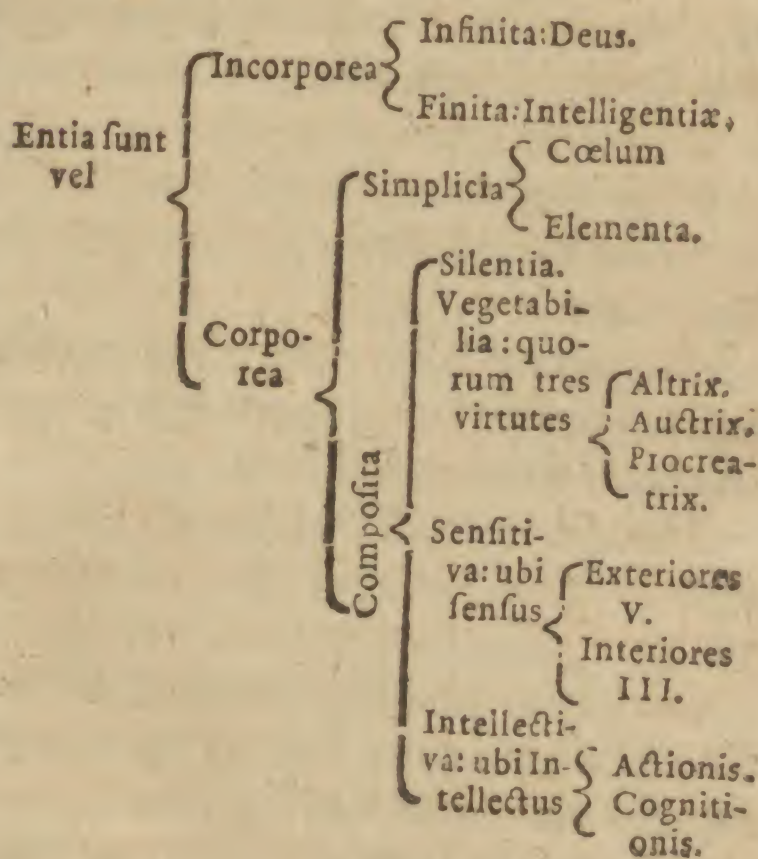 Entia ſunt
vel
Incorporea
Infinita: Deus.
Finita: Intelligentiæ,
Corpo-
rea
Simplicia
Cœlum
Elementa.
Compoſita
Silentia.
Vegetabi-
lia: quo-
rum tres
virtutes
Altrix.
Auctrix.
Procrea-
trix.
Senſiti-
va: ubi
ſenſus
Exteriores
V.
Interiores
III.
Intellecti-
va: ubi In-
tellectus
Actionis.
Cogniti-
onis.